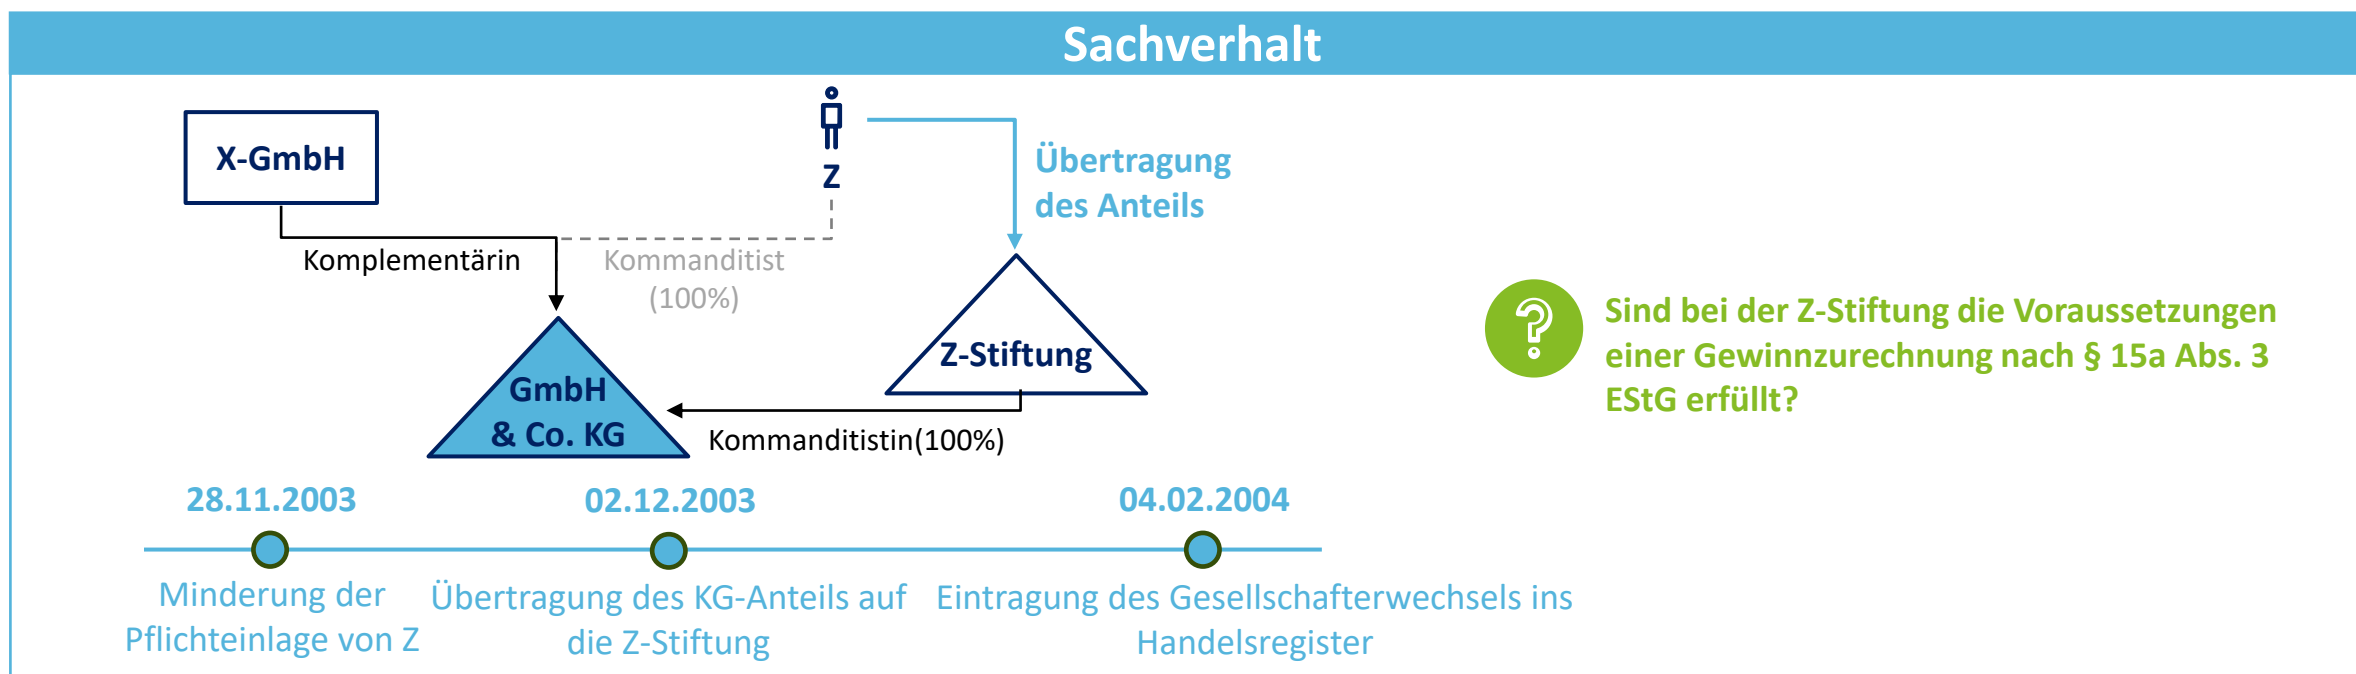 Sachverhalt
X-GmbH
Z
Übertragung
des Anteils
Komplementärin
Kommanditist
(100%)
Z-Stiftung
GmbH
& Co. KG
Kommanditistin(100%)
?
Sind bei der Z-Stiftung die Voraussetzungen
einer Gewinnzurechnung nach § 15a Abs. 3
EStG erfüllt?
28.11.2003
02.12.2003
04.02.2004
Minderung der
Pflichteinlage von Z
Übertragung des KG-Anteils auf
die Z-Stiftung
Eintragung des Gesellschafterwechsels ins
Handelsregister